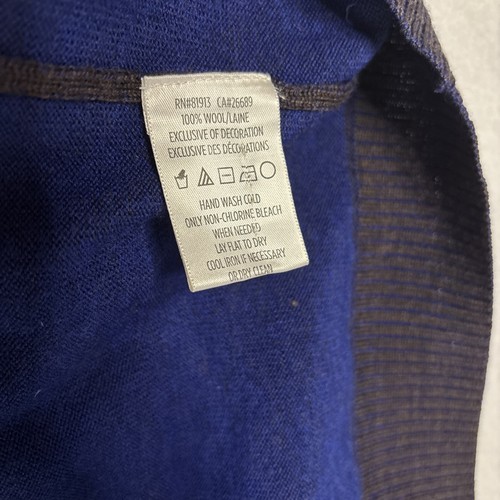 RN#81913 CA#26689
100% WOOL/LAINE
EXCLUSIVE OF DECORATION
EXCLUSIVE DES DÉCORATIONS
HAND WASH COLD
ONLY NON-CHLORINE BLEACH
WHEN NEEDED
LAY FLAT TO DRY
COOL IRON IF NECESSARY
OR DRY CLEAN